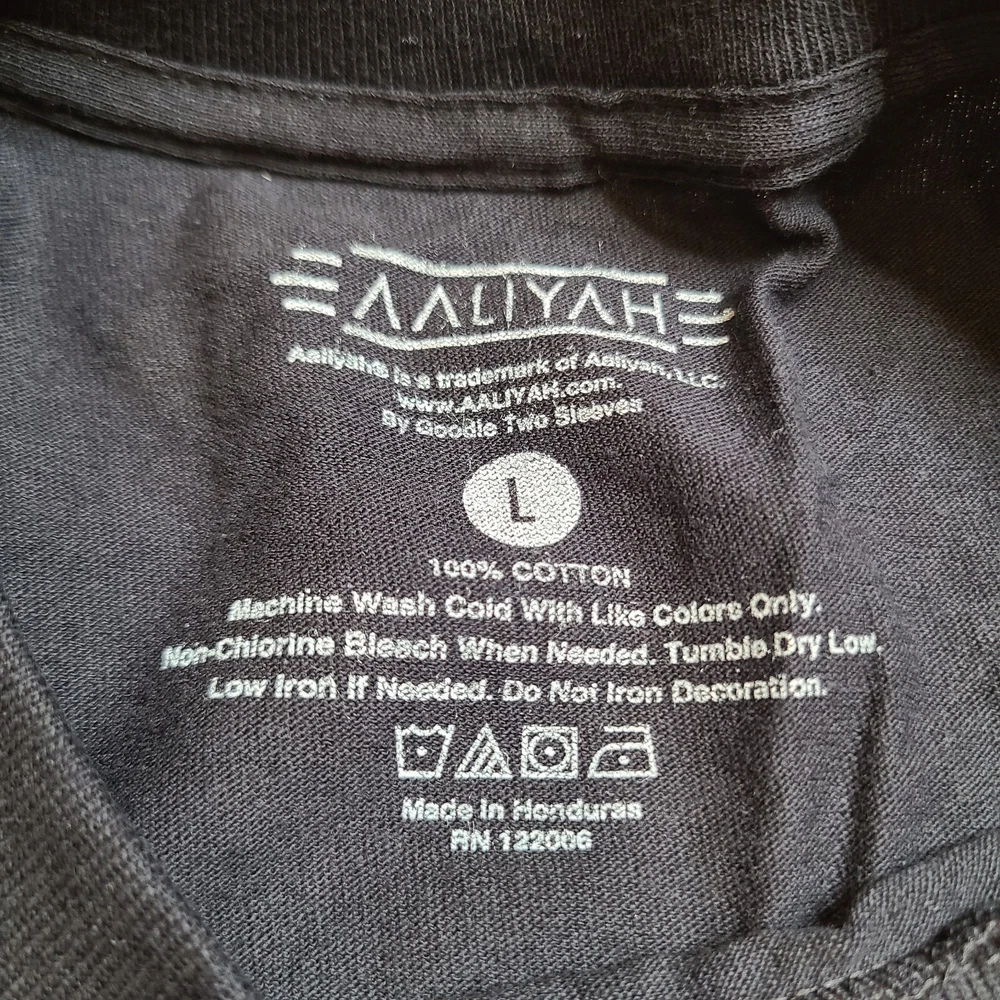 AALIYAH
Aaliyah® is a trademark of Aaliyah, LLC.
www.AALIYAH.com.
By Goodie Two Sleeves
L
100% COTTON
Machine Wash Cold With Like Colors Only.
Non-Chlorine Bleach When Needed. Tumble Dry Low.
Low Iron If Needed. Do Not Iron Decoration.
Made in Honduras
RN 122006